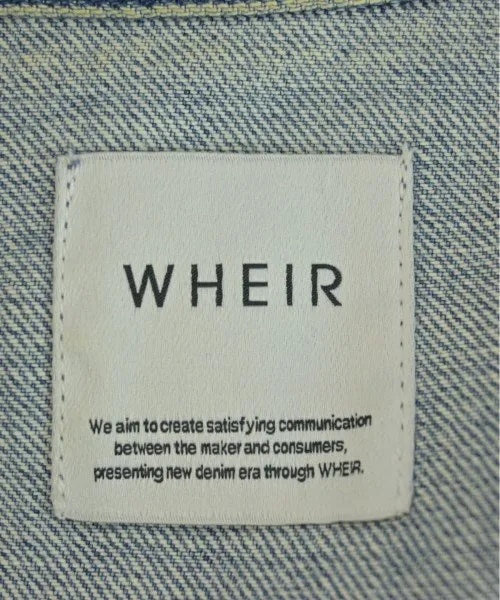 WHEIR
We aim to create satisfying communication
between the maker and consumers,
presenting new denim era through WHEIR.